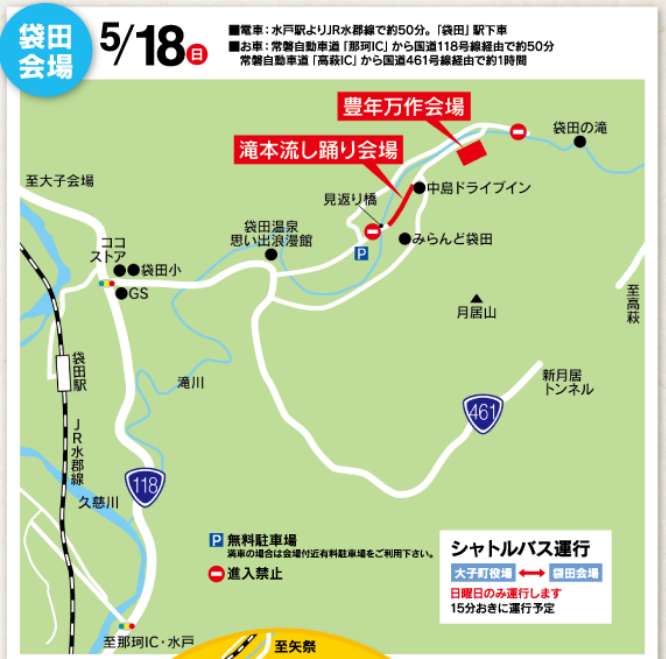 袋田
会場
5/18日
■電車：水戸駅よりJR水郡線で約50分。「袋田」駅下車
■お車：常磐自動車道「那珂IC」から国道118号線経由で約50分
常磐自動車道「高萩IC」から国道461号線経由で約1時間
豊年万作会場
袋田の滝
滝本流し踊り会場
至大子会場
中島ドライブイン
見返り橋
袋田温泉
思い出浪漫館
みらんど袋田
ココ
ストア
袋田小
P
GS
至高萩
月居山
袋田駅
滝川
新月居
トンネル
461
JR水郡線
118
久慈川
P 無料駐車場
満車の場合は会場付近有料駐車場をご利用下さい。
進入禁止
シャトルバス運行
大子町役場 ↔ 袋田会場
日曜日のみ運行します
15分おきに運行予定
至那珂IC・水戸
至矢祭